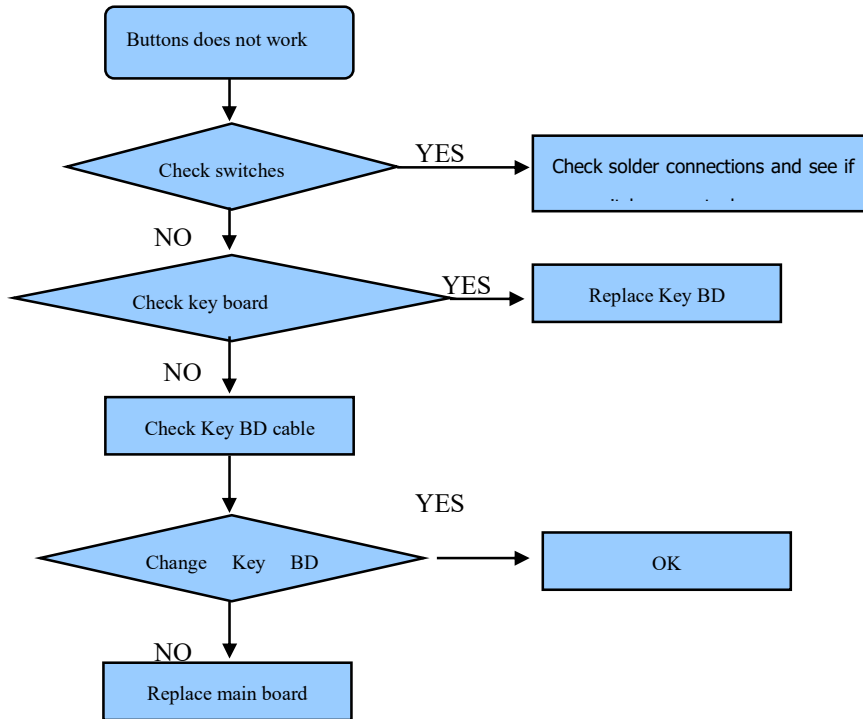 Buttons does not work
Check switches
YES
Check solder connections and see if
NO
Check key board
YES
Replace Key BD
NO
Check Key BD cable
YES
Change Key BD
OK
NO
Replace main board